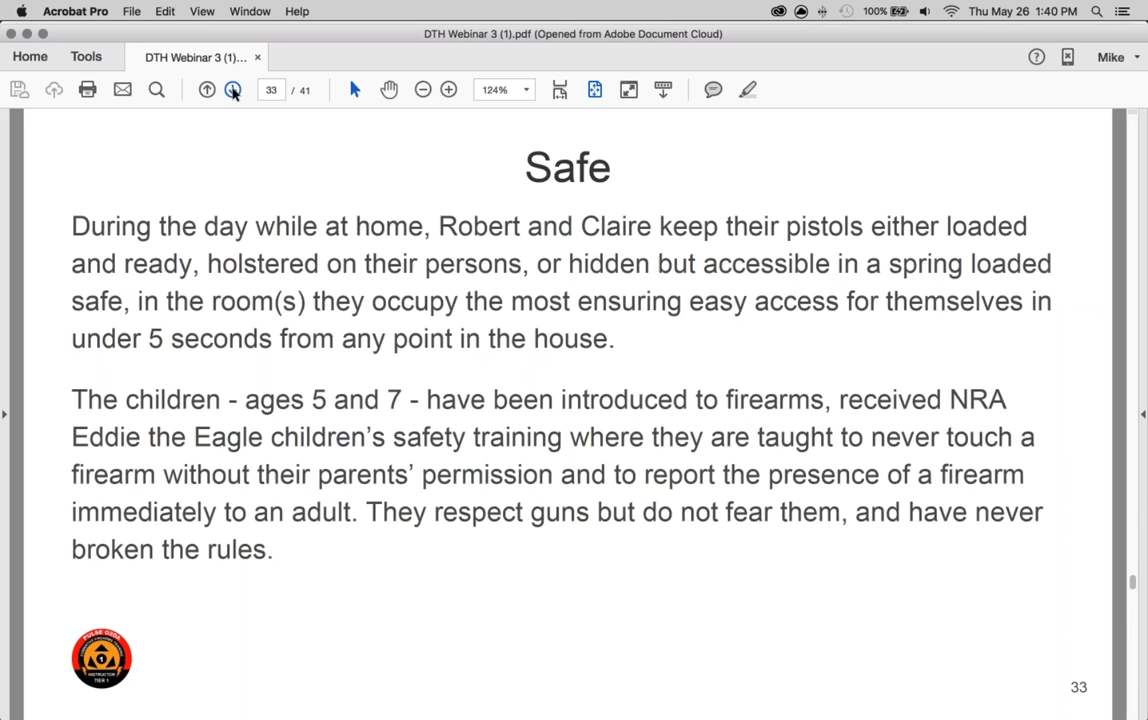 Acrobat Pro File Edit View Window Help 100% Thu May 26 1:40 PM
DTH Webinar 3 (1).pdf (Opened from Adobe Document Cloud)
Home Tools DTH Webinar 3 (1)... × Mike
33 / 41 124%
Safe
During the day while at home, Robert and Claire keep their pistols either loaded
and ready, holstered on their persons, or hidden but accessible in a spring loaded
safe, in the room(s) they occupy the most ensuring easy access for themselves in
under 5 seconds from any point in the house.
The children - ages 5 and 7 - have been introduced to firearms, received NRA
Eddie the Eagle children's safety training where they are taught to never touch a
firearm without their parents' permission and to report the presence of a firearm
immediately to an adult. They respect guns but do not fear them, and have never
broken the rules.
1
INSTRUCTOR
TIER 1
33